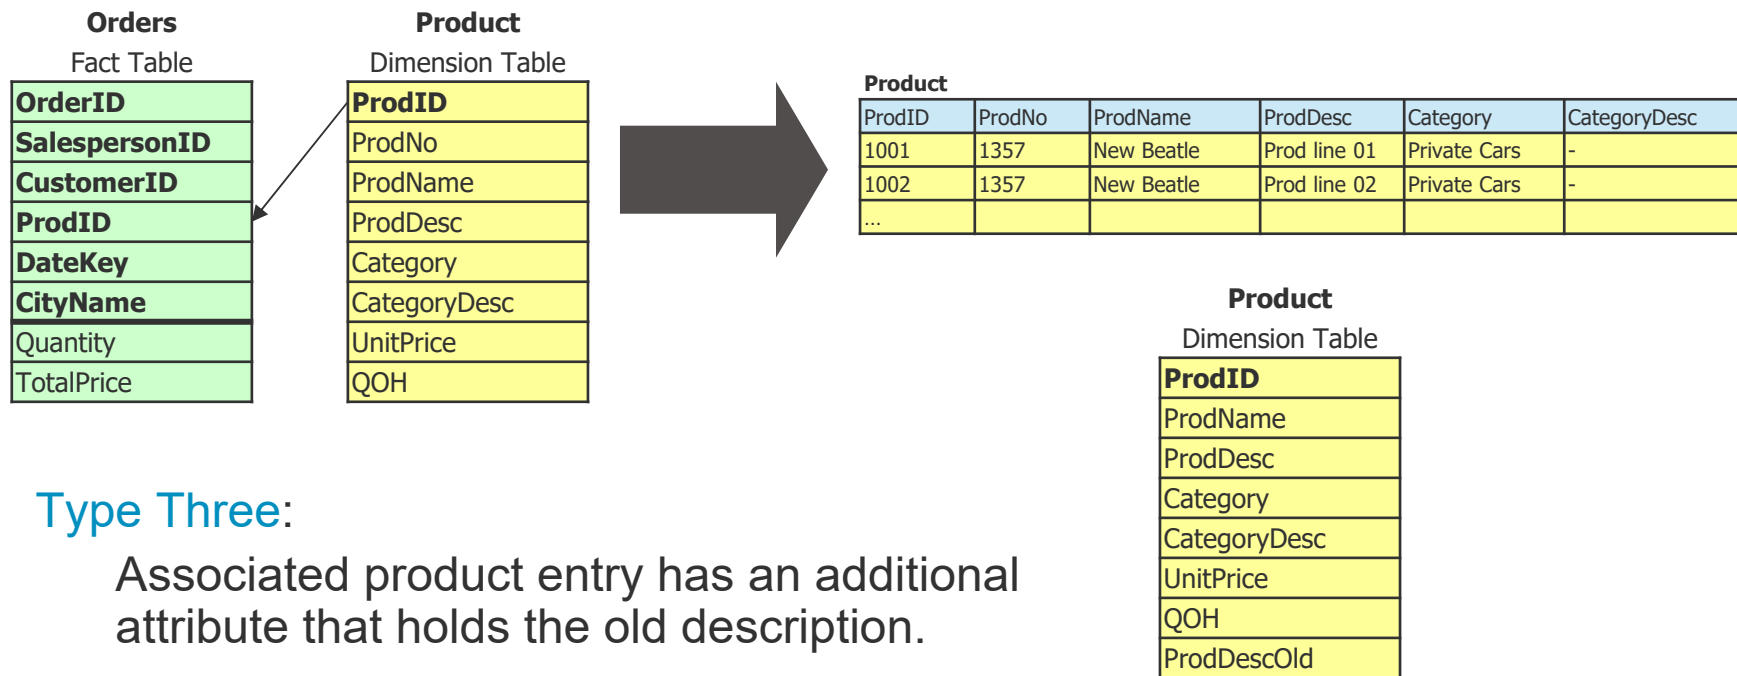 Orders
Fact Table
OrderID
SalespersonID
CustomerID
ProdID
DateKey
CityName
Quantity
TotalPrice
Product
Dimension Table
ProdID
ProdNo
ProdName
ProdDesc
Category
CategoryDesc
UnitPrice
QOH
Product
ProdID ProdNo ProdName ProdDesc Category CategoryDesc
1001 1357 New Beatle Prod line 01 Private Cars -
1002 1357 New Beatle Prod line 02 Private Cars -
...
Product
Dimension Table
ProdID
ProdName
ProdDesc
Category
CategoryDesc
UnitPrice
QOH
ProdDescOld
Type Three:
Associated product entry has an additional
attribute that holds the old description.